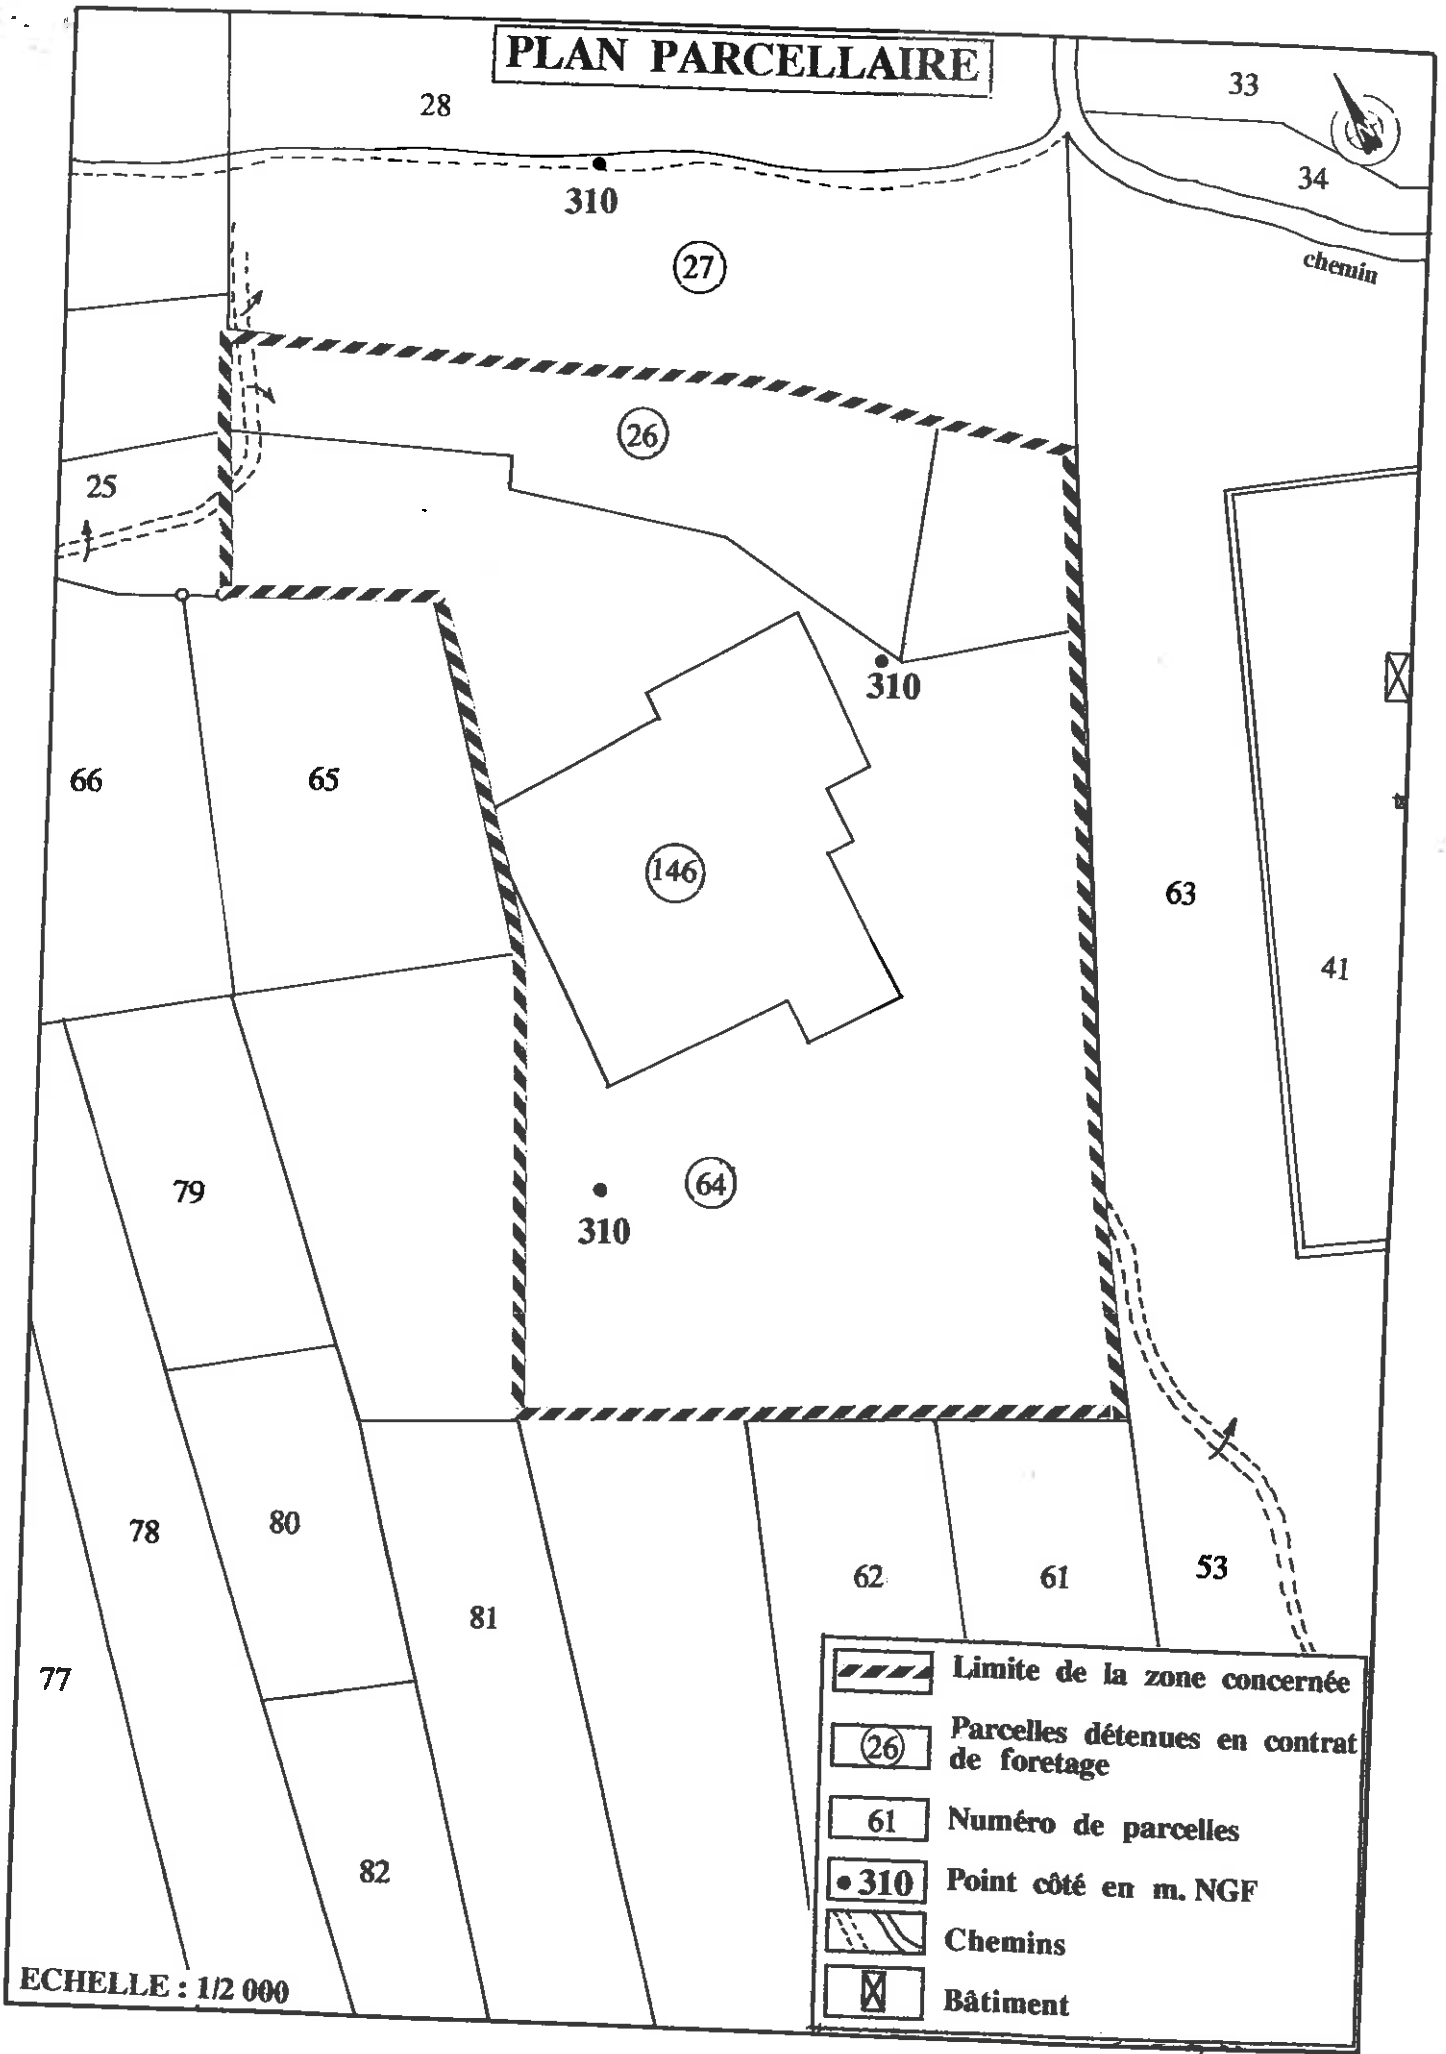 PLAN PARCELLAIRE
28
33
34
310
chemin
27
26
25
310
66
65
146
63
41
79
64
310
78
80
62
61
53
81
77
82
ECHELLE : 1/2 000
Limite de la zone concernée
26
Parcelles détenues en contrat
de foretage
61
Numéro de parcelles
310
Point côté en m. NGF
Chemins
Bâtiment